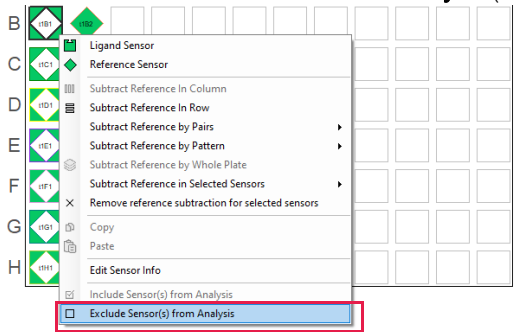 B t1B1 t1B2
Ligand Sensor
C t1C1 Reference Sensor
Subtract Reference In Column
D t1D1 Subtract Reference In Row
Subtract Reference by Pairs
E t1E1 Subtract Reference by Pattern
Subtract Reference by Whole Plate
F t1F1 Subtract Reference in Selected Sensors
Remove reference subtraction for selected sensors
G t1G1 Copy
Paste
H t1H1 Edit Sensor Info
Include Sensor(s) from Analysis
Exclude Sensor(s) from Analysis